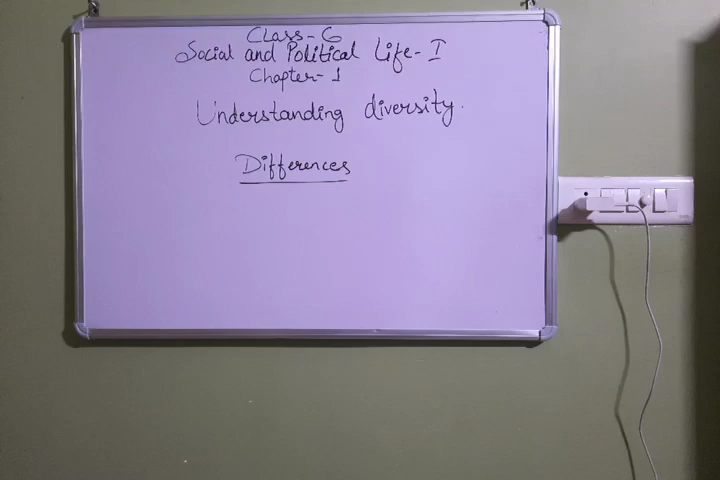 Class-6
Social and Political Life-I
Chapter-1
Understanding diversity.
Differences